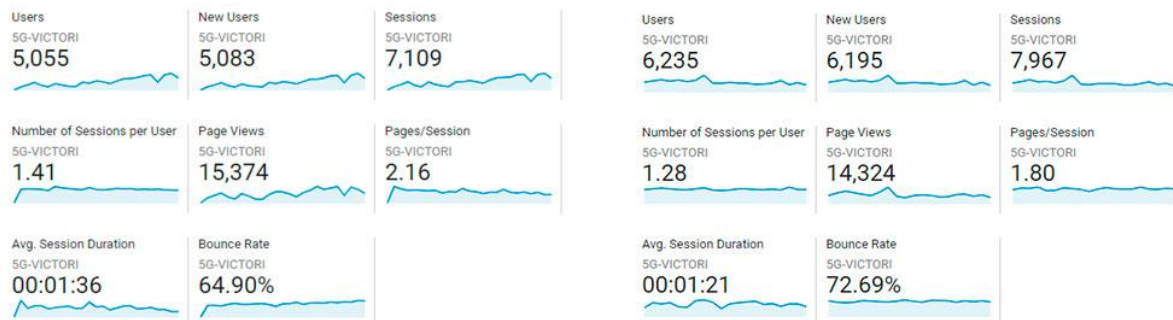 Users
5G-VICTORI
5,055
New Users
5G-VICTORI
5,083
Sessions
5G-VICTORI
7,109
Number of Sessions per User
5G-VICTORI
1.41
Page Views
5G-VICTORI
15,374
Pages/Session
5G-VICTORI
2.16
Avg. Session Duration
5G-VICTORI
00:01:36
Bounce Rate
5G-VICTORI
64.90%
Users
5G-VICTORI
6,235
New Users
5G-VICTORI
6,195
Sessions
5G-VICTORI
7,967
Number of Sessions per User
5G-VICTORI
1.28
Page Views
5G-VICTORI
14,324
Pages/Session
5G-VICTORI
1.80
Avg. Session Duration
5G-VICTORI
00:01:21
Bounce Rate
5G-VICTORI
72.69%